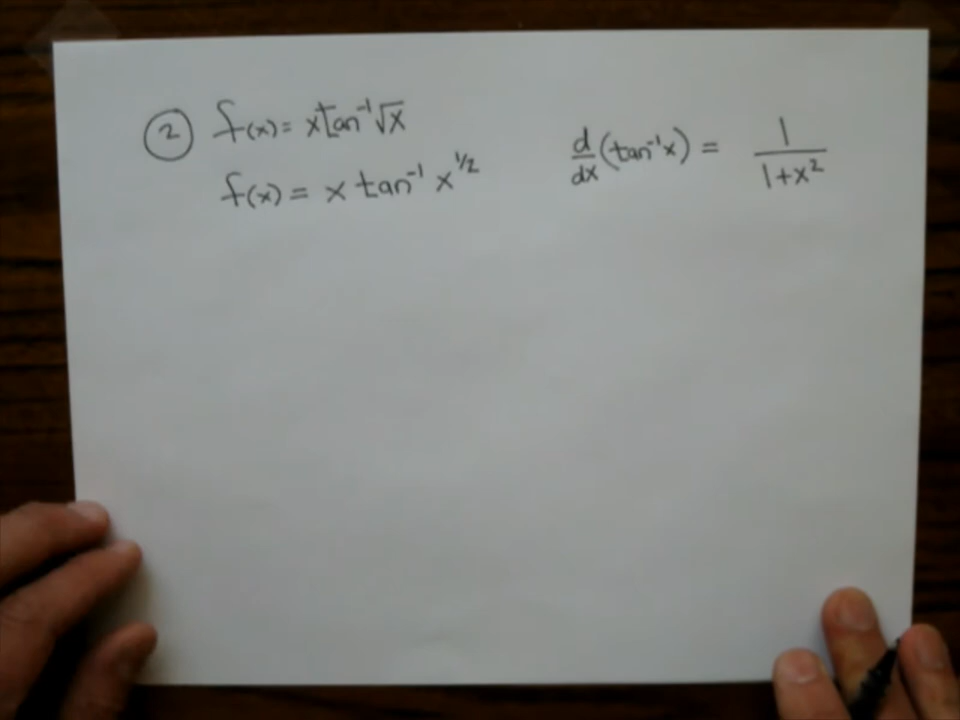 ② f(x) = x tan⁻¹√x
f(x) = x tan⁻¹ x^1/2
d/dx (tan⁻¹x) = 1/(1+x²)